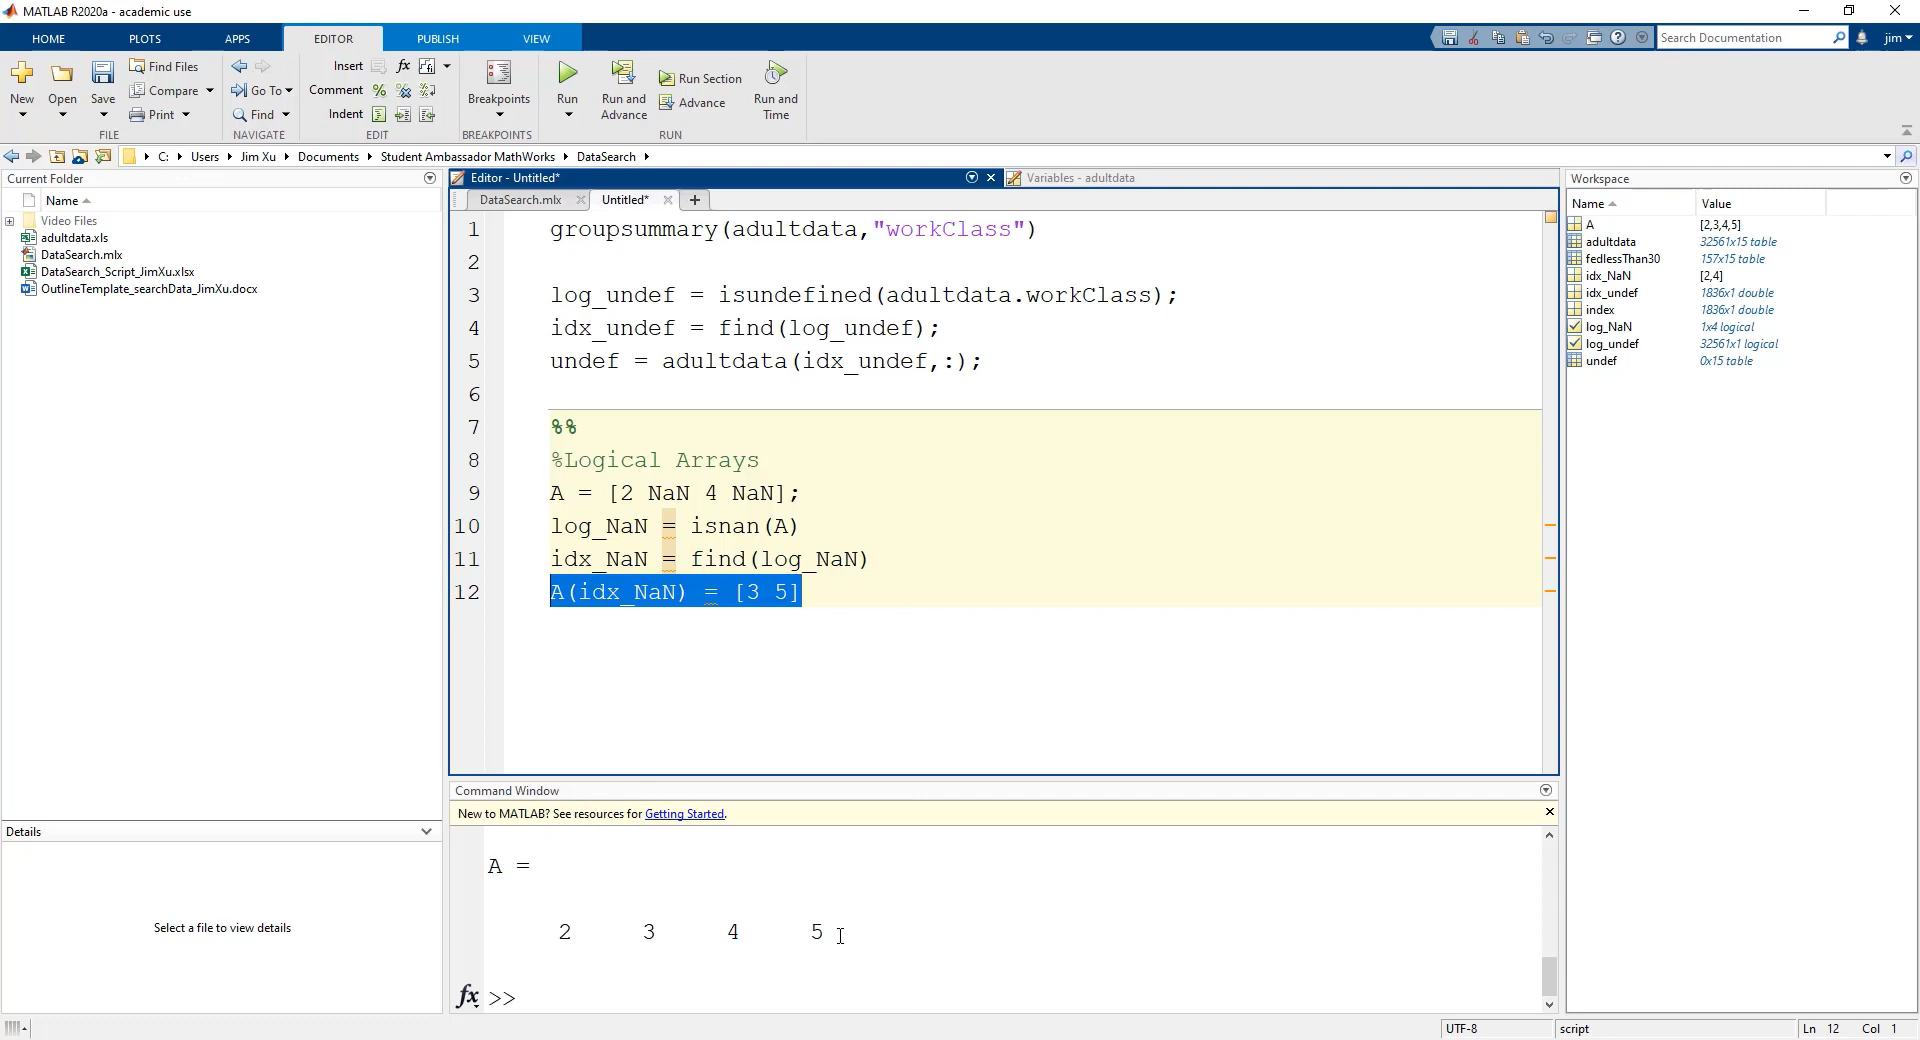 MATLAB R2020a - academic use
HOME PLOTS APPS EDITOR PUBLISH VIEW
Search Documentation jim
New Open Save
Find Files
Compare
Print
FILE
Go To
Find
NAVIGATE
Insert fx
Comment
Indent
EDIT
Breakpoints
BREAKPOINTS
Run
Run and Advance
Run Section
Advance
Run and Time
RUN
C: Users Jim Xu Documents Student Ambassador MathWorks DataSearch
Current Folder
Name
Video Files
adultdata.xls
DataSearch.mlx
DataSearch_Script_JimXu.xlsx
OutlineTemplate_searchData_JimXu.docx
Details
Select a file to view details
Editor - Untitled*
Variables - adultdata
DataSearch.mlx Untitled* +
1 groupsummary(adultdata,"workClass")
2
3 log_undef = isundefined(adultdata.workClass);
4 idx_undef = find(log_undef);
5 undef = adultdata(idx_undef,:);
6
7 %%
8 %Logical Arrays
9 A = [2 NaN 4 NaN];
10 log_NaN = isnan(A)
11 idx_NaN = find(log_NaN)
12 A(idx_NaN) = [3 5]
Command Window
New to MATLAB? See resources for Getting Started.
A =
2 3 4 5
fx >>
Workspace
Name Value
A [2,3,4,5]
adultdata 32561x15 table
fedlessThan30 157x15 table
idx_NaN [2,4]
idx_undef 1836x1 double
index 1836x1 double
log_NaN 1x4 logical
log_undef 32561x1 logical
undef 0x15 table
UTF-8 script Ln 12 Col 1